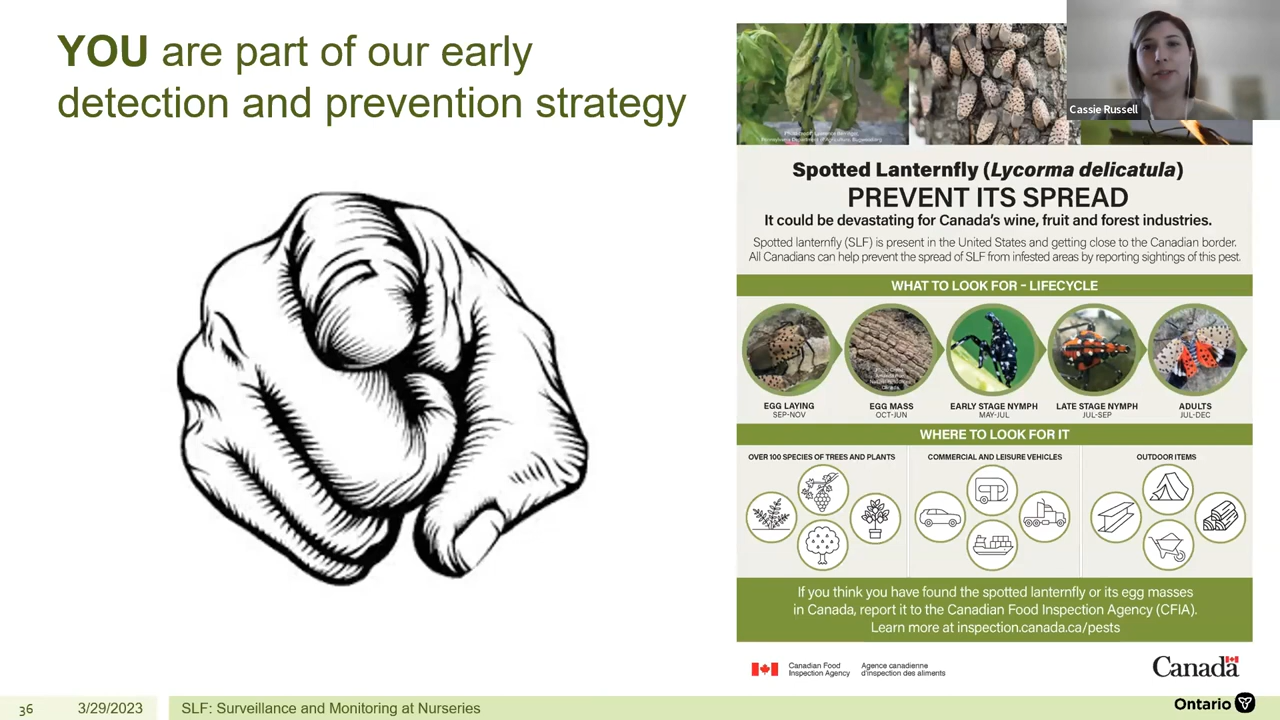 YOU are part of our early
detection and prevention strategy
Cassie Russell
Spotted Lanternfly (Lycorma delicatula)
PREVENT ITS SPREAD
It could be devastating for Canada's wine, fruit and forest industries.
Spotted lanternfly (SLF) is present in the United States and getting close to the Canadian border.
All Canadians can help prevent the spread of SLF from infested areas by reporting sightings of this pest.
WHAT TO LOOK FOR - LIFECYCLE
EGG LAYING
SEP-NOV
EGG MASS
OCT-JUN
EARLY STAGE NYMPH
MAY-JUL
LATE STAGE NYMPH
JUL-SEP
ADULTS
JUL-DEC
WHERE TO LOOK FOR IT
OVER 100 SPECIES OF TREES AND PLANTS
COMMERCIAL AND LEISURE VEHICLES
OUTDOOR ITEMS
If you think you have found the spotted lanternfly or its egg masses
in Canada, report it to the Canadian Food Inspection Agency (CFIA).
Learn more at inspection.canada.ca/pests
Canadian Food
Inspection Agency
Agence canadienne
d'inspection des aliments
Canada
36
3/29/2023
SLF: Surveillance and Monitoring at Nurseries
Ontario